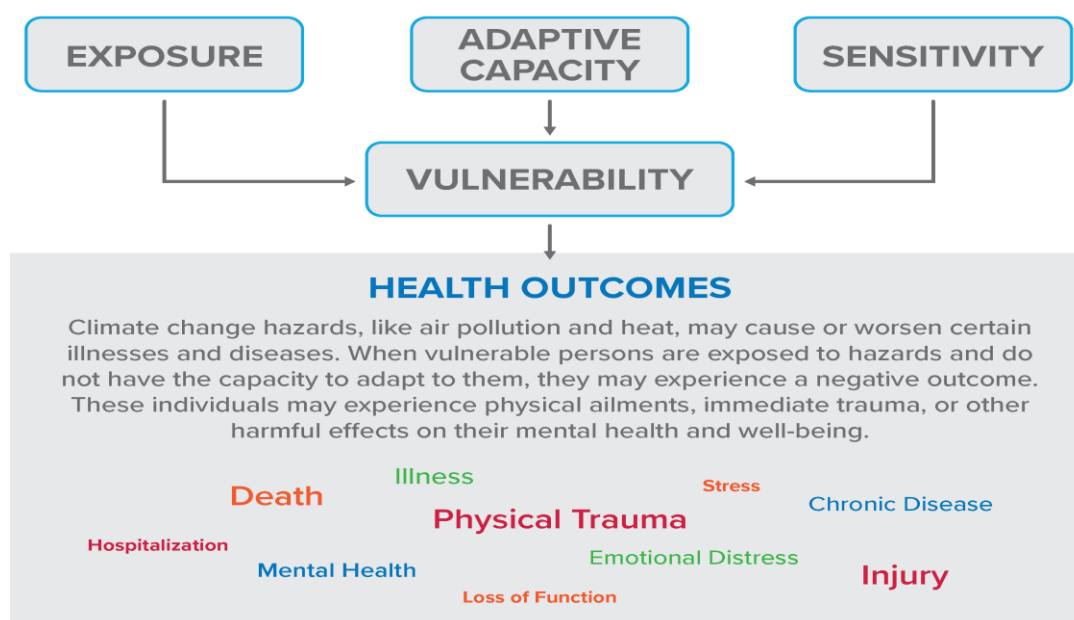 EXPOSURE
ADAPTIVE
CAPACITY
SENSITIVITY
VULNERABILITY
HEALTH OUTCOMES
Climate change hazards, like air pollution and heat, may cause or worsen certain
illnesses and diseases. When vulnerable persons are exposed to hazards and do
not have the capacity to adapt to them, they may experience a negative outcome.
These individuals may experience physical ailments, immediate trauma, or other
harmful effects on their mental health and well-being.
Illness
Death
Stress
Chronic Disease
Physical Trauma
Hospitalization
Emotional Distress
Mental Health
Injury
Loss of Function